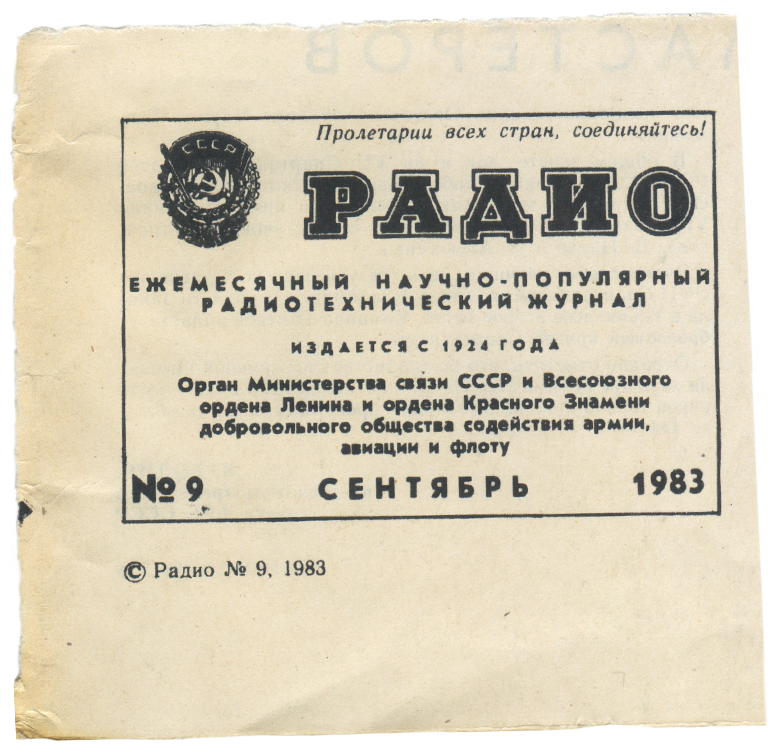 Пролетарии всех стран, соединяйтесь!
СССР
РАДИО
ЕЖЕМЕСЯЧНЫЙ НАУЧНО-ПОПУЛЯРНЫЙ
РАДИОТЕХНИЧЕСКИЙ ЖУРНАЛ
ИЗДАЕТСЯ С 1924 ГОДА
Орган Министерства связи СССР и Всесоюзного
ордена Ленина и ордена Красного Знамени
добровольного общества содействия армии,
авиации и флоту
№ 9 СЕНТЯБРЬ 1983
© Радио № 9, 1983